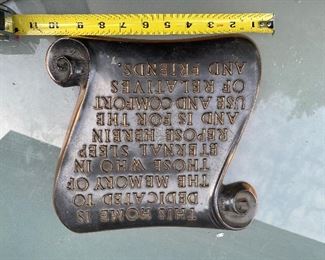 THIS HOME IS
DEDICATED TO
THE MEMORY OF
THOSE WHO IN
ETERNAL SLEEP
REPOSE HEREIN
AND IS FOR THE
USE AND COMFORT
OF RELATIVES
AND FRIENDS.
1 2 3 4 5 6 7 8 9 10 11